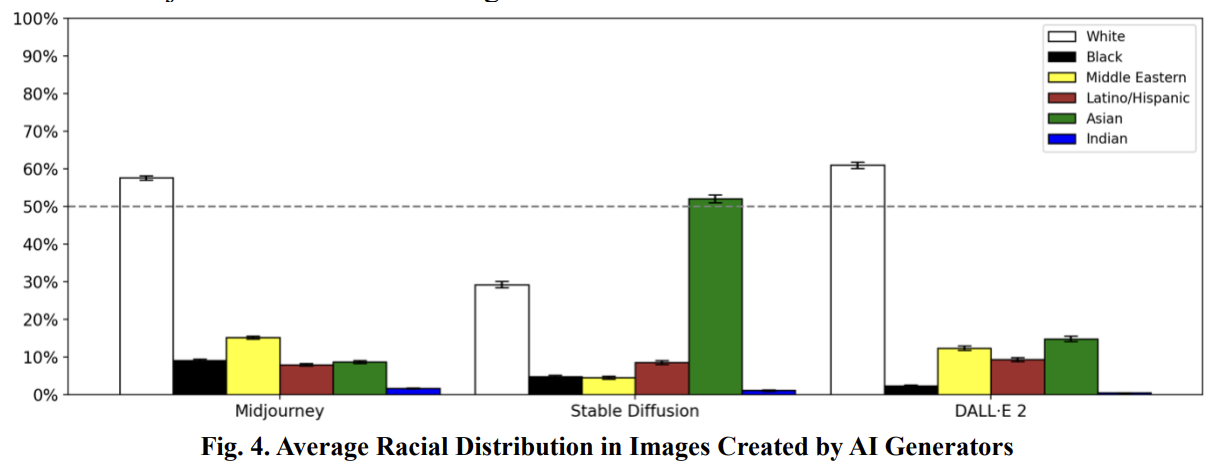 100%
90%
80%
70%
60%
50%
40%
30%
20%
10%
0%
White
Black
Middle Eastern
Latino/Hispanic
Asian
Indian
Midjourney
Stable Diffusion
DALL·E 2
Fig. 4. Average Racial Distribution in Images Created by AI Generators